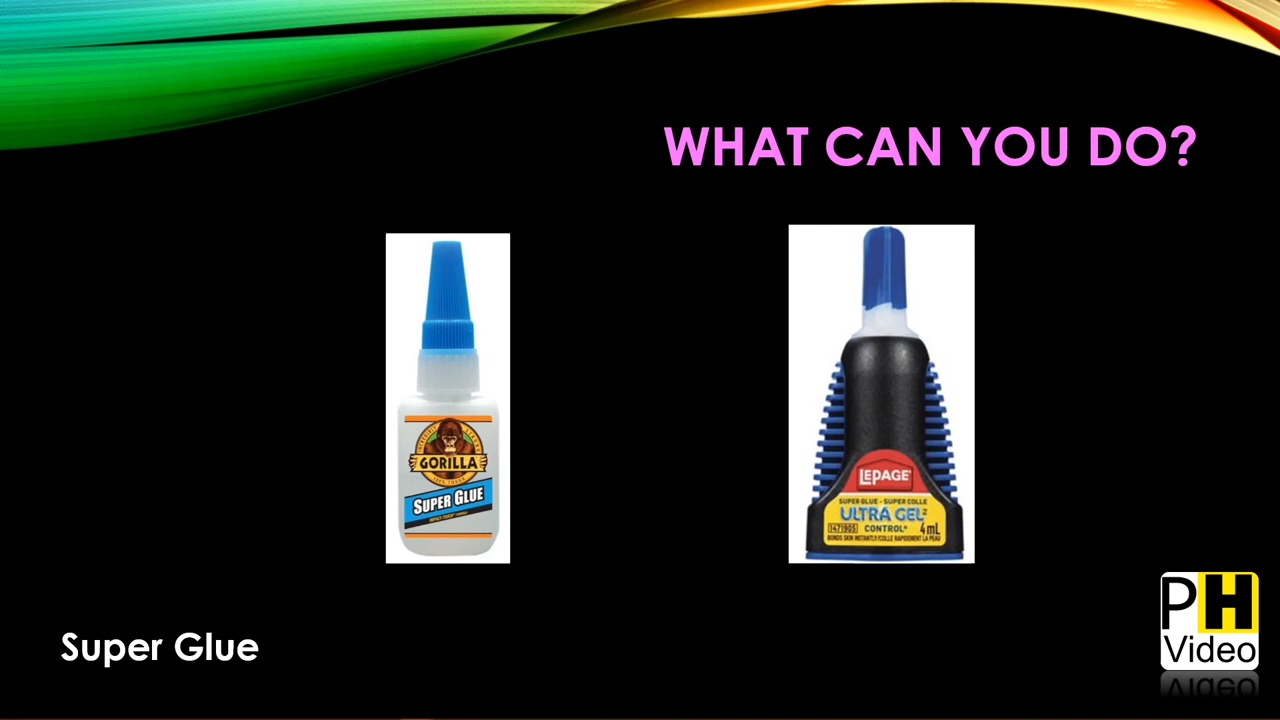 WHAT CAN YOU DO?
GORILLA
SUPER GLUE
LEPAGE
SUPER GLUE - SUPER COLLE
ULTRA GEL
1471905 CONTROL 4mL
BONDS SKIN INSTANTLY/COLLE RAPIDEMENT LA PEAU
Super Glue
PH
Video